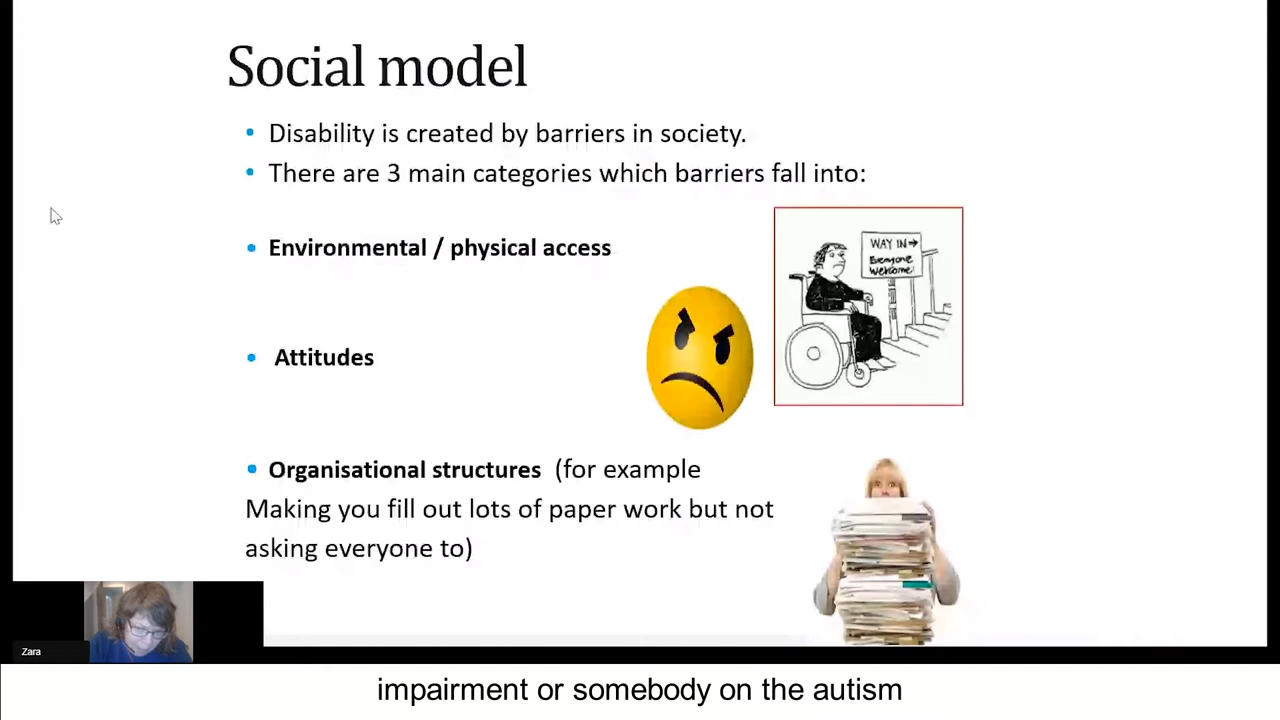 Social model
• Disability is created by barriers in society.
• There are 3 main categories which barriers fall into:
• Environmental / physical access
WAY IN→
Everyone
Welcome!
• Attitudes
• Organisational structures (for example
Making you fill out lots of paper work but not
asking everyone to)
Zara
impairment or somebody on the autism